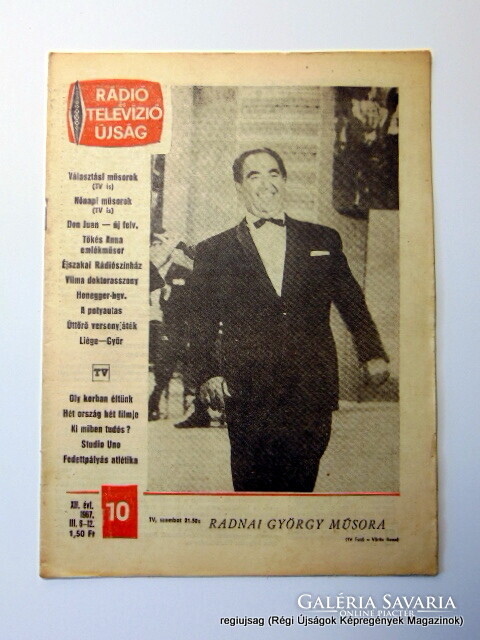 RÁDIÓ
és
TELEVÍZIÓ
ÚJSÁG
Választási műsorok
(TV is)
Nőnapi műsorok
(TV is)
Don Juan — új felv.
Tőkés Anna
emlékműsor
Éjszakai Rádiószínház
Vilma doktorasszony
Honegger-hgv.
A potyautas
Úttörő versenyjáték
Liége—Győr
TV
Oly korban éltünk
Hét ország hét filmje
Ki miben tudós?
Studio Uno
Fedettpályás atlétika
XII. évf.
1967.
III. 6–12.
1,50 Ft
10
TV, szombat 21.50:
RADNAI GYÖRGY MŰSORA
GALÉRIA SAVARIA
ONLINE PIACTÉR
regiujsag (Régi Újságok Képregények Magazinok)